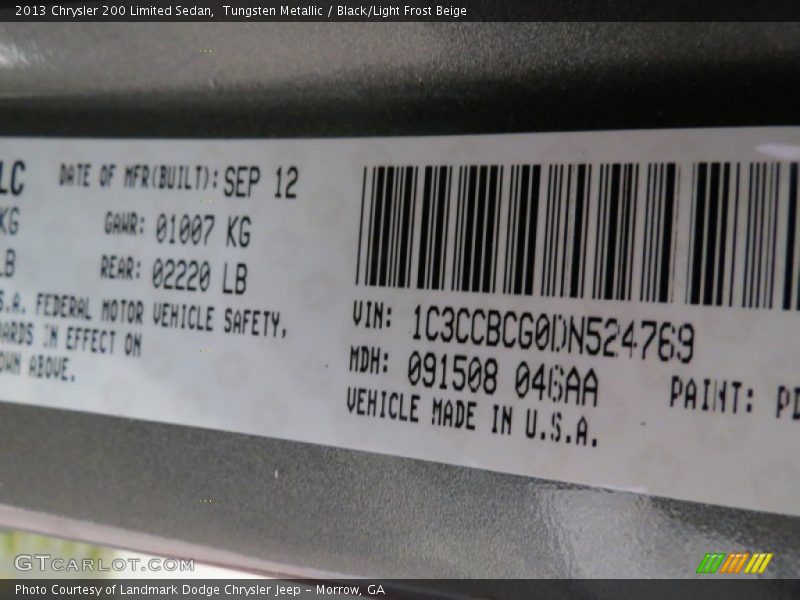 2013 Chrysler 200 Limited Sedan, Tungsten Metallic / Black/Light Frost Beige
LC DATE OF MFR(BUILT): SEP 12
KG GAWR: 01007 KG
LB REAR: 02220 LB
S.A. FEDERAL MOTOR VEHICLE SAFETY,
ARDS IN EFFECT ON
OWN ABOVE.
VIN: 1C3CCBCG0DN524769
MDH: 091508 046AA PAINT: PD
VEHICLE MADE IN U.S.A.
GTCARLOT.COM
Photo Courtesy of Landmark Dodge Chrysler Jeep - Morrow, GA